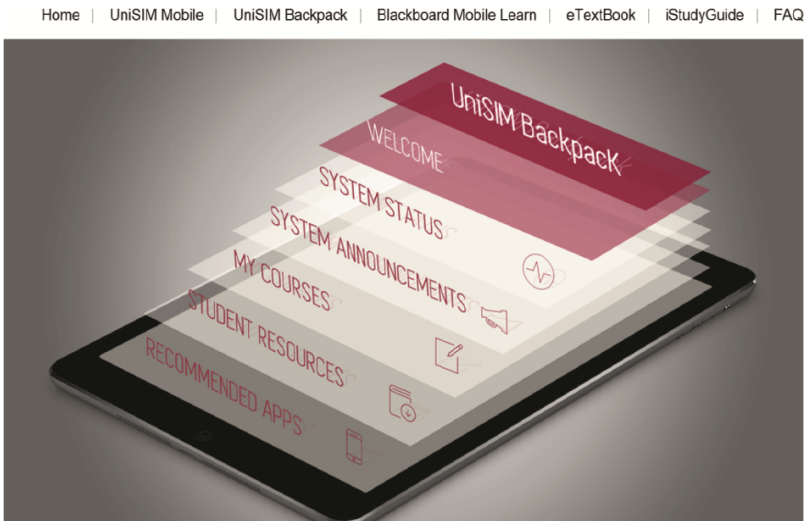 Home | UniSIM Mobile | UniSIM Backpack | Blackboard Mobile Learn | eTextBook | iStudyGuide | FAQ
UniSIM BackpacK
WELCOME
SYSTEM STATUS
SYSTEM ANNOUNCEMENTS
MY COURSES
STUDENT RESOURCES
RECOMMENDED APPS